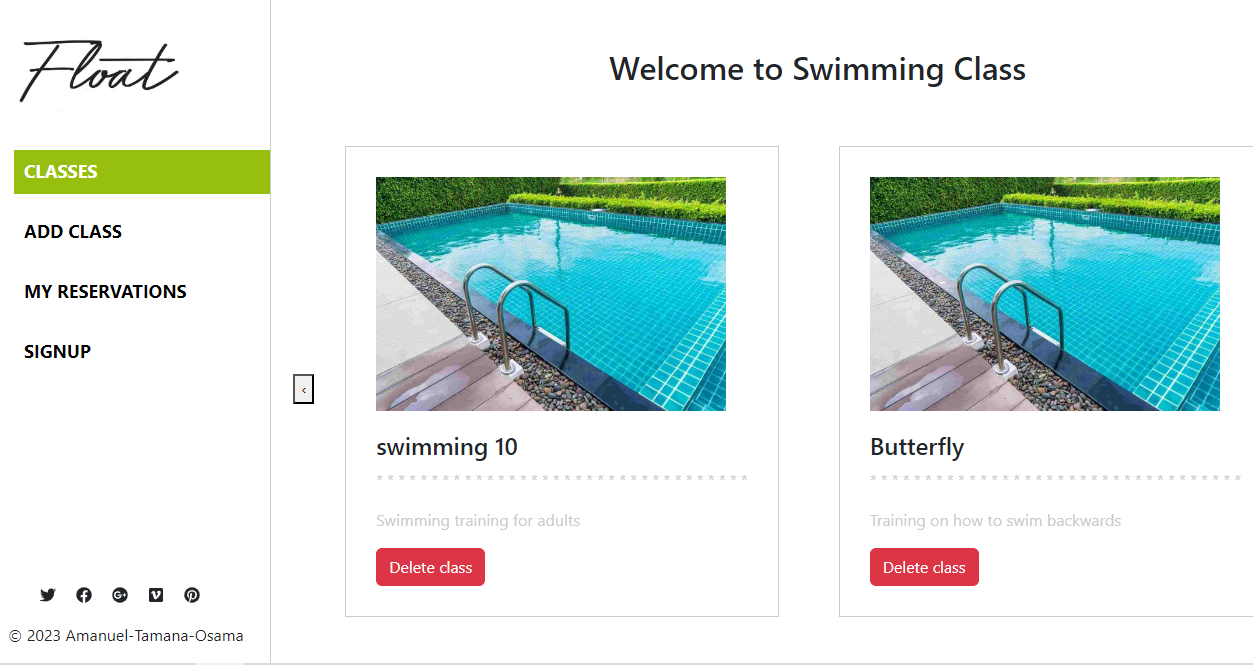 Float
CLASSES
ADD CLASS
MY RESERVATIONS
SIGNUP
© 2023 Amanuel-Tamana-Osama
Welcome to Swimming Class
‹
swimming 10
* * * * * * * * * * * * * * * * * * * * * * * * * * * * * * * * * *
Swimming training for adults
Delete class
Butterfly
* * * * * * * * * * * * * * * * * * * * * * * * * * * * * * * * * *
Training on how to swim backwards
Delete class